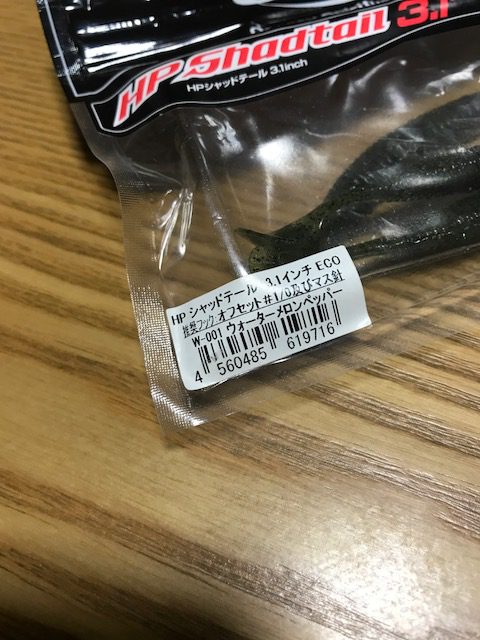 HP Shadtail 3.1
HPシャッドテール 3.1inch
HP シャッドテール 3.1インチ ECO
推奨フック:オフセット#1/0及びマス針
W-001 ウォーターメロンペッパー
4 560485 619716